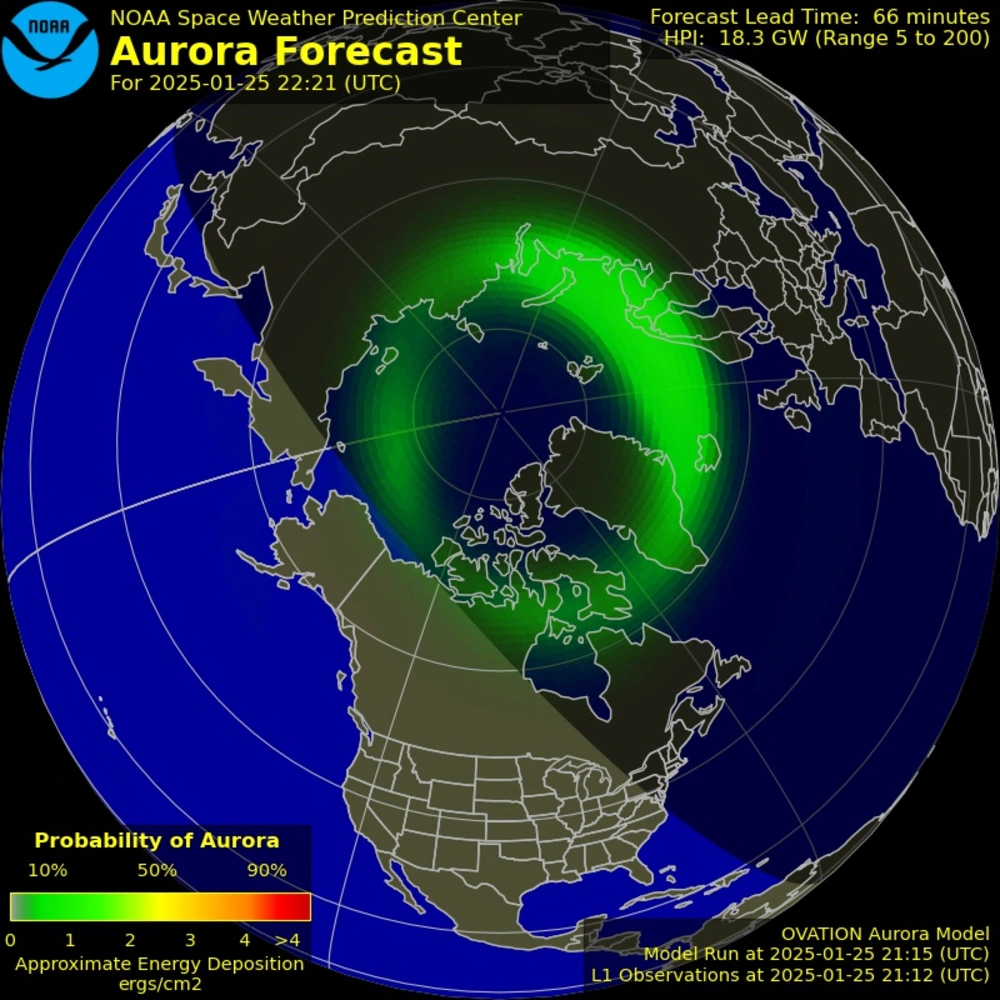 NOAA
NOAA Space Weather Prediction Center
Aurora Forecast
For 2025-01-25 22:21 (UTC)
Forecast Lead Time: 66 minutes
HPI: 18.3 GW (Range 5 to 200)
Probability of Aurora
10% 50% 90%
0 1 2 3 4 >4
Approximate Energy Deposition
ergs/cm2
OVATION Aurora Model
Model Run at 2025-01-25 21:15 (UTC)
L1 Observations at 2025-01-25 21:12 (UTC)